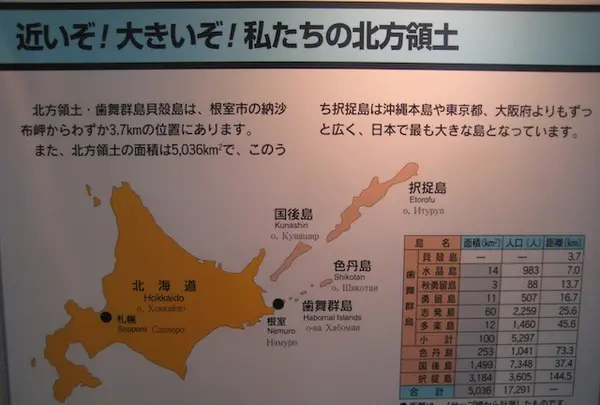 近いぞ!大きいぞ!私たちの北方領土
北方領土・歯舞群島貝殻島は、根室市の納沙
布岬からわずか3.7kmの位置にあります。
また、北方領土の面積は5,036km²で、このう
ち択捉島は沖縄本島や東京都、大阪府よりもずっ
と広く、日本で最も大きな島となっています。
択捉島
Etorofu
о. Итуруп
国後島
Kunashiri
о. Кунашир
色丹島
Shikotan
о. Шикотан
歯舞群島
Habomai Islands
о-ва Хабомаи
北海道
Hokkaido
о. Хоккайдо
札幌
Sapporo Саппоро
根室
Nemuro
Нэмуро
島名 面積(km²) 人口(人) 距離(km)
歯舞群島
貝殻島 — — 3.7
水晶島 14 983 7.0
秋勇留島 3 88 13.7
勇留島 11 507 16.7
志発島 60 2,259 25.6
多楽島 12 1,460 45.6
小計 100 5,297
色丹島 253 1,041 73.3
国後島 1,499 7,348 37.4
択捉島 3,184 3,605 144.5
合計 5,036 17,291 —